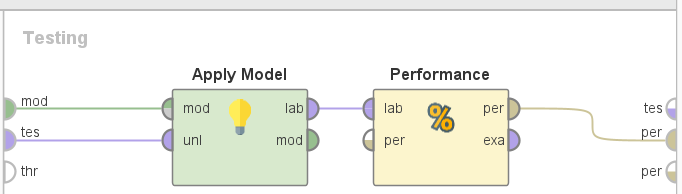 Testing
Apply Model Performance
mod mod lab lab per tes
tes unl mod per exa per
thr per
%